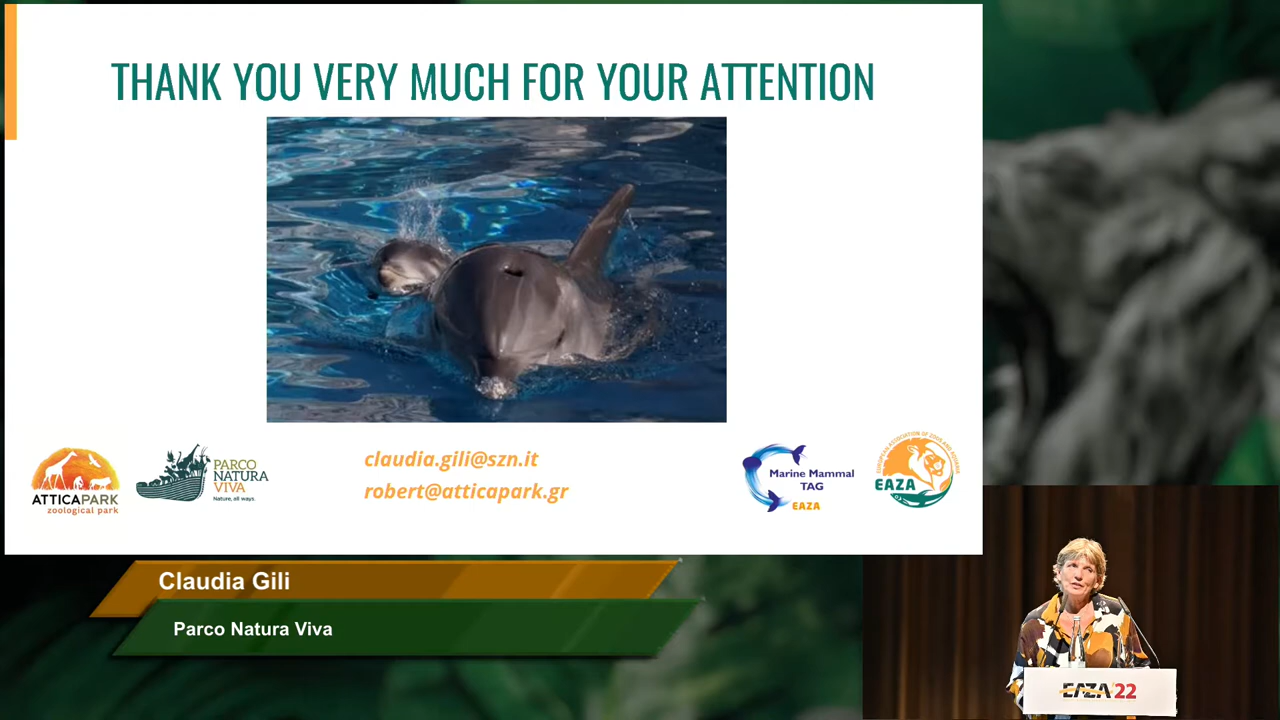 THANK YOU VERY MUCH FOR YOUR ATTENTION
ATTICAPARK
zoological park
PARCO
NATURA
VIVA
Nature, all ways.
claudia.gili@szn.it
robert@atticapark.gr
Marine Mammal
TAG
EAZA
EAZA
Claudia Gili
Parco Natura Viva
EAZA'22